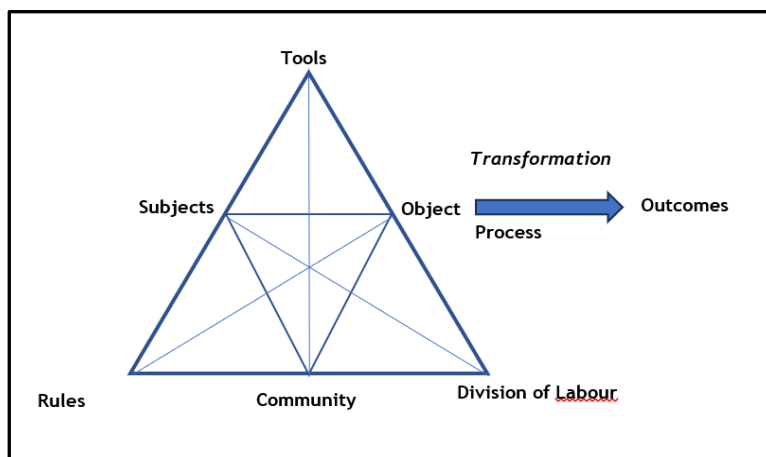 Tools
Transformation
Subjects
Object
Outcomes
Process
Rules
Community
Division of Labour